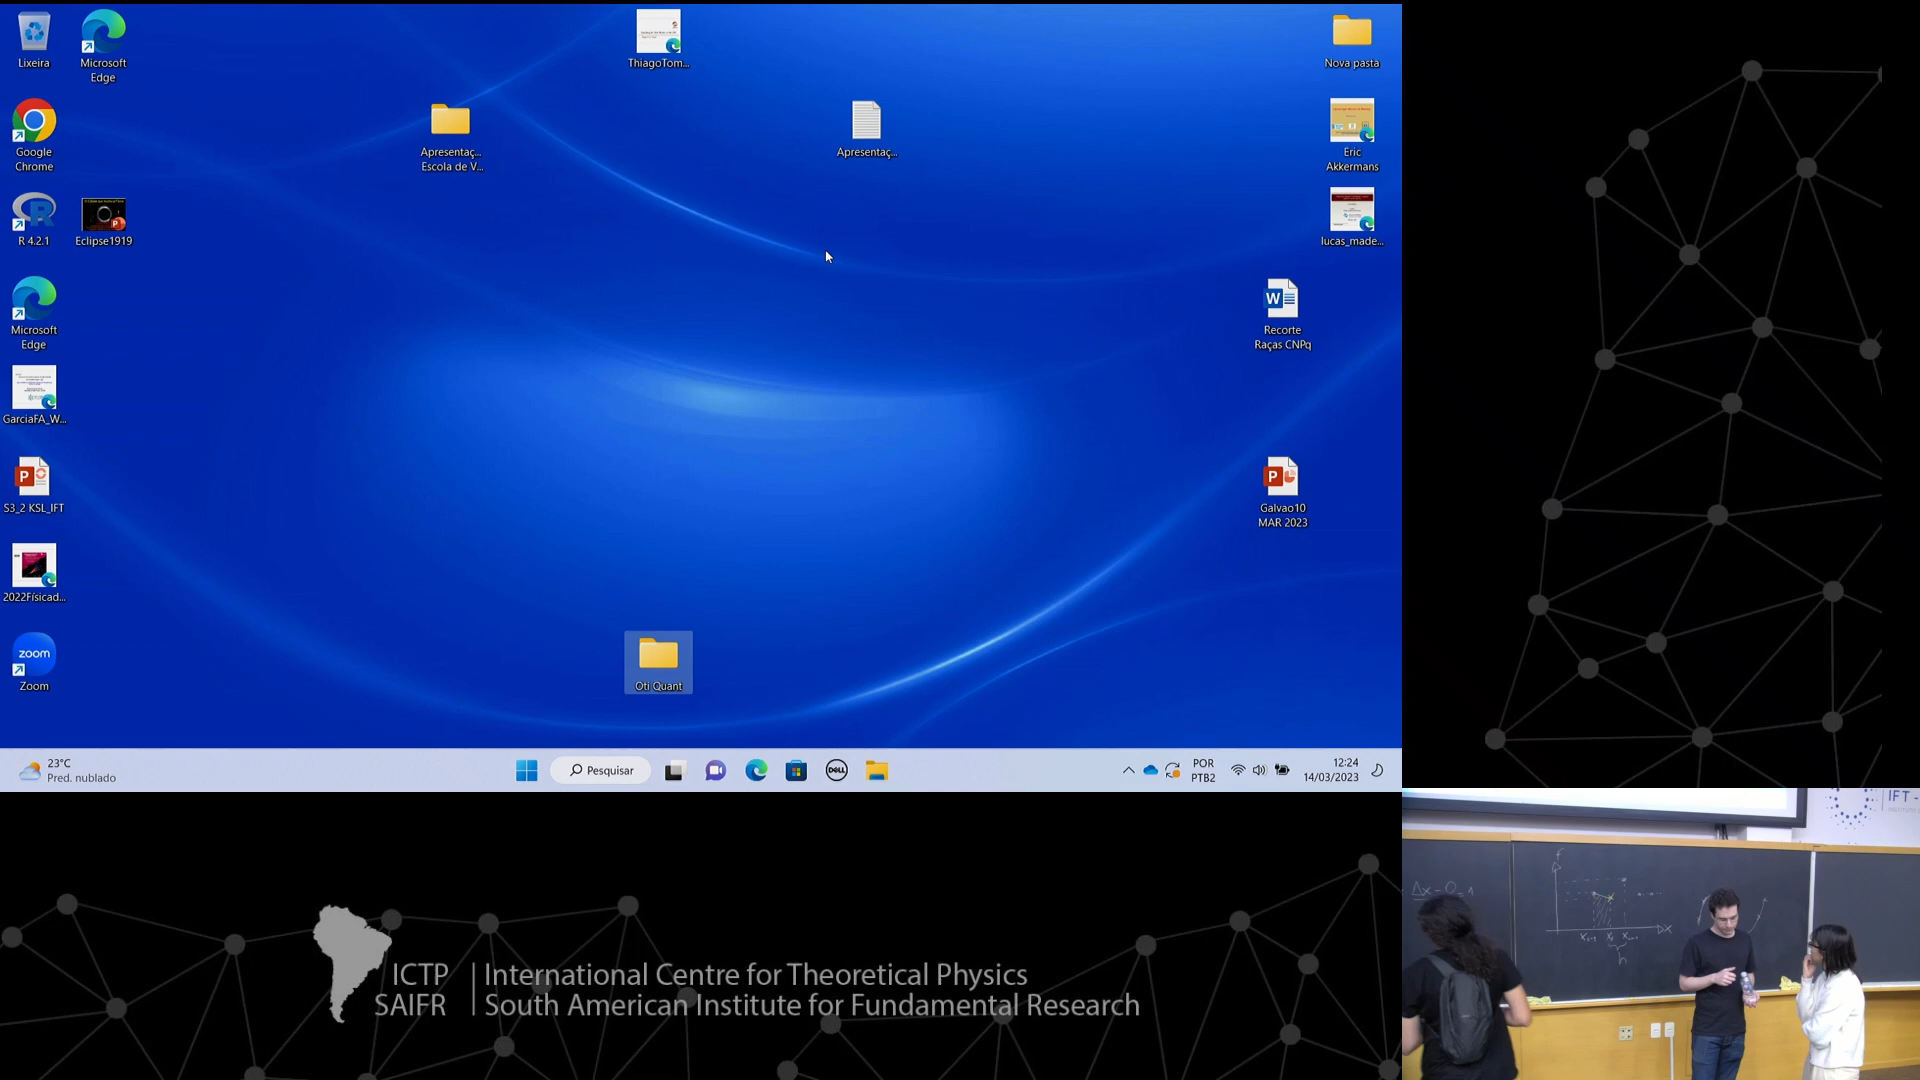 Lixeira
Microsoft
Edge
ThiagoTom...
Nova pasta
Google
Chrome
Apresentaç...
Escola de V...
Apresentaç...
Eric
Akkermans
R 4.2.1
Eclipse1919
lucas_made...
Microsoft
Edge
Recorte
Raças CNPq
GarciaFA_W...
S3_2 KSL_IFT
Galvao10
MAR 2023
2022Físicad...
zoom
Zoom
Oti Quant
23°C
Pred. nublado
Pesquisar
DELL
POR
PTB2
12:24
14/03/2023
IFT -
ICTP
SAIFR
International Centre for Theoretical Physics
South American Institute for Fundamental Research